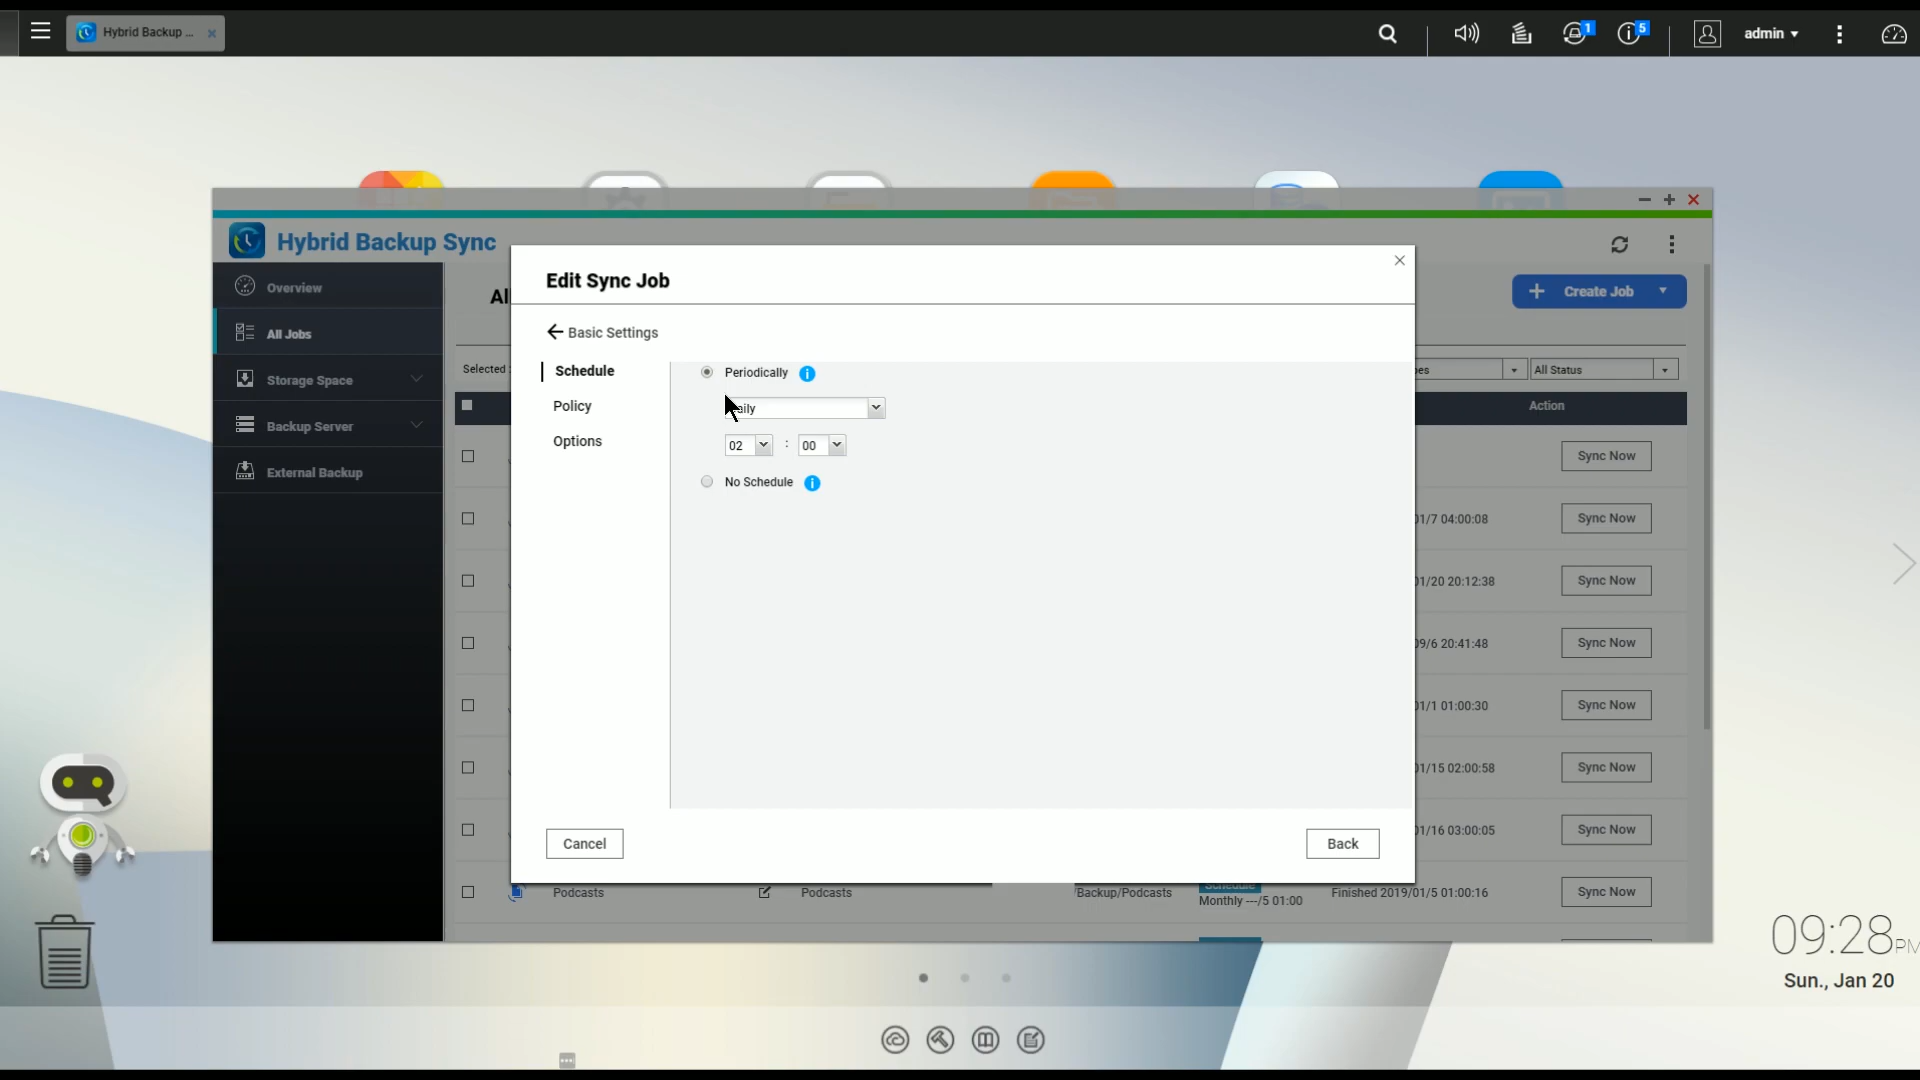 Hybrid Backup ...
1
5
admin
Hybrid Backup Sync
Overview
All Jobs
Storage Space
Backup Server
External Backup
Create Job
Selected
All Status
Action
Sync Now
01/7 04:00:08
Sync Now
01/20 20:12:38
Sync Now
09/6 20:41:48
Sync Now
01/1 01:00:30
Sync Now
01/15 02:00:58
Sync Now
01/16 03:00:05
Sync Now
Podcasts
Podcasts
/Backup/Podcasts
Schedule
Monthly ---/5 01:00
Finished 2019/01/5 01:00:16
Sync Now
Edit Sync Job
Basic Settings
Schedule
Policy
Options
Periodically
02 : 00
No Schedule
Cancel
Back
09:28 PM
Sun., Jan 20